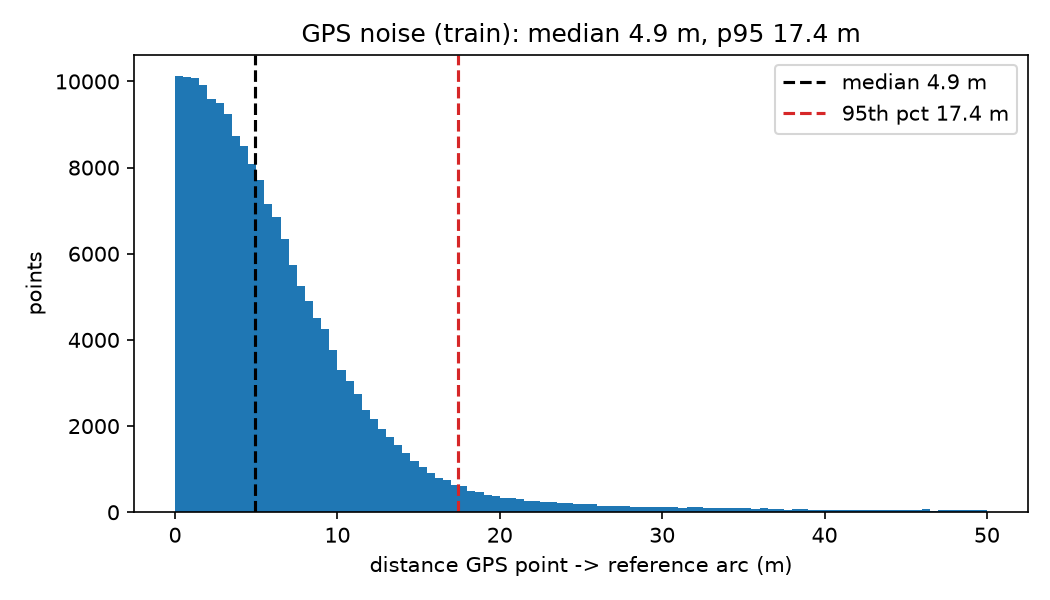 GPS noise (train): median 4.9 m, p95 17.4 m
median 4.9 m
95th pct 17.4 m
10000
8000
6000
4000
2000
0
points
0 10 20 30 40 50
distance GPS point -> reference arc (m)